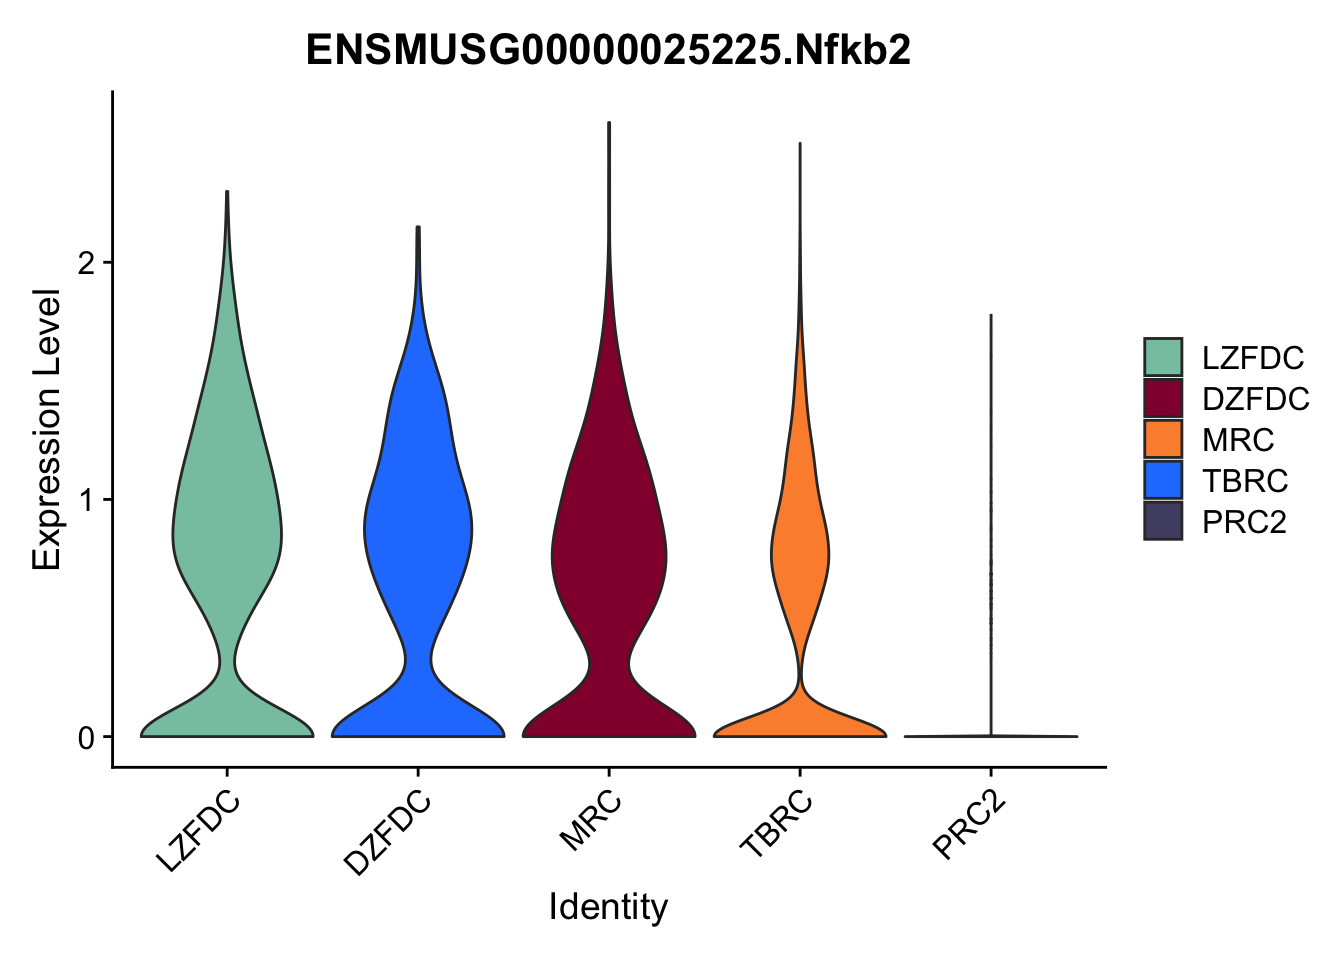 ENSMUSG00000025225.Nfkb2
Expression Level
2
1
0
LZFDC
DZFDC
MRC
TBRC
PRC2
Identity
LZFDC
DZFDC
MRC
TBRC
PRC2